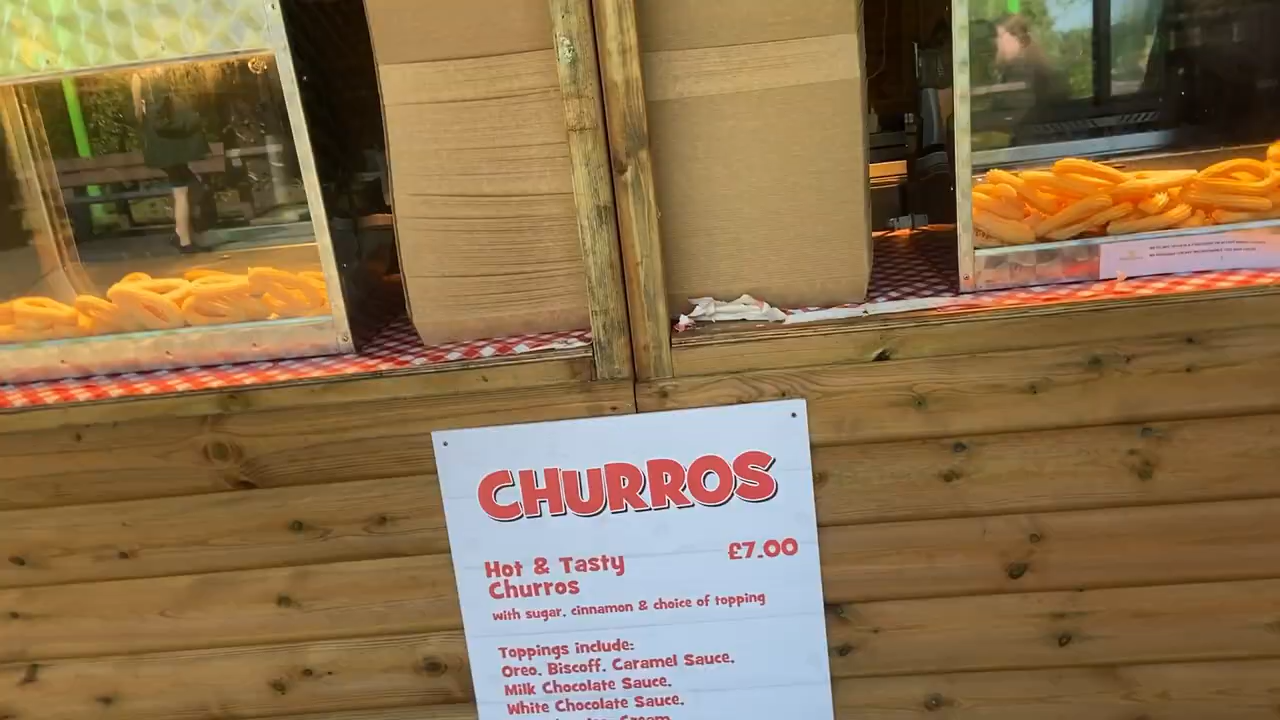 CHURROS
Hot & Tasty
Churros
£7.00
with sugar, cinnamon & choice of topping
Toppings include:
Oreo, Biscoff, Caramel Sauce,
Milk Chocolate Sauce,
White Chocolate Sauce,
Cream